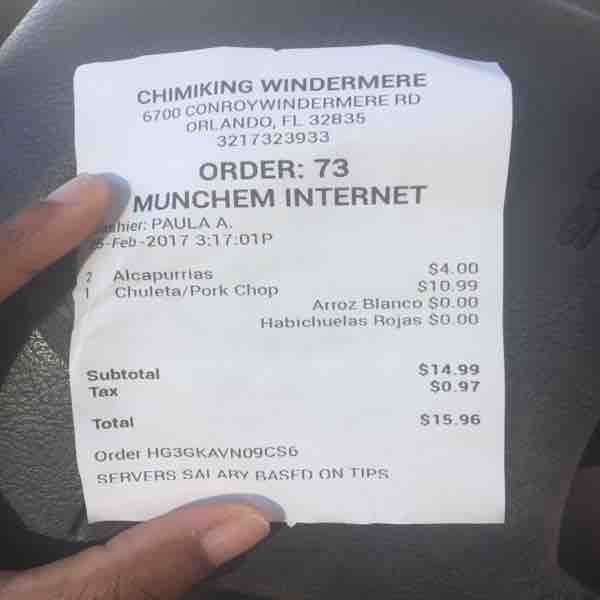 CHIMIKING WINDERMERE
6700 CONROYWINDERMERE RD
ORLANDO, FL 32835
3217323933
ORDER: 73
MUNCHEM INTERNET
shier: PAULA A.
5-Feb-2017 3:17:01P
2 Alcapurrias $4.00
1 Chuleta/Pork Chop $10.99
Arroz Blanco $0.00
Habichuelas Rojas $0.00
Subtotal $14.99
Tax $0.97
Total $15.96
Order HG3GKAVN09CS6
SERVERS SALARY BASED ON TIPS